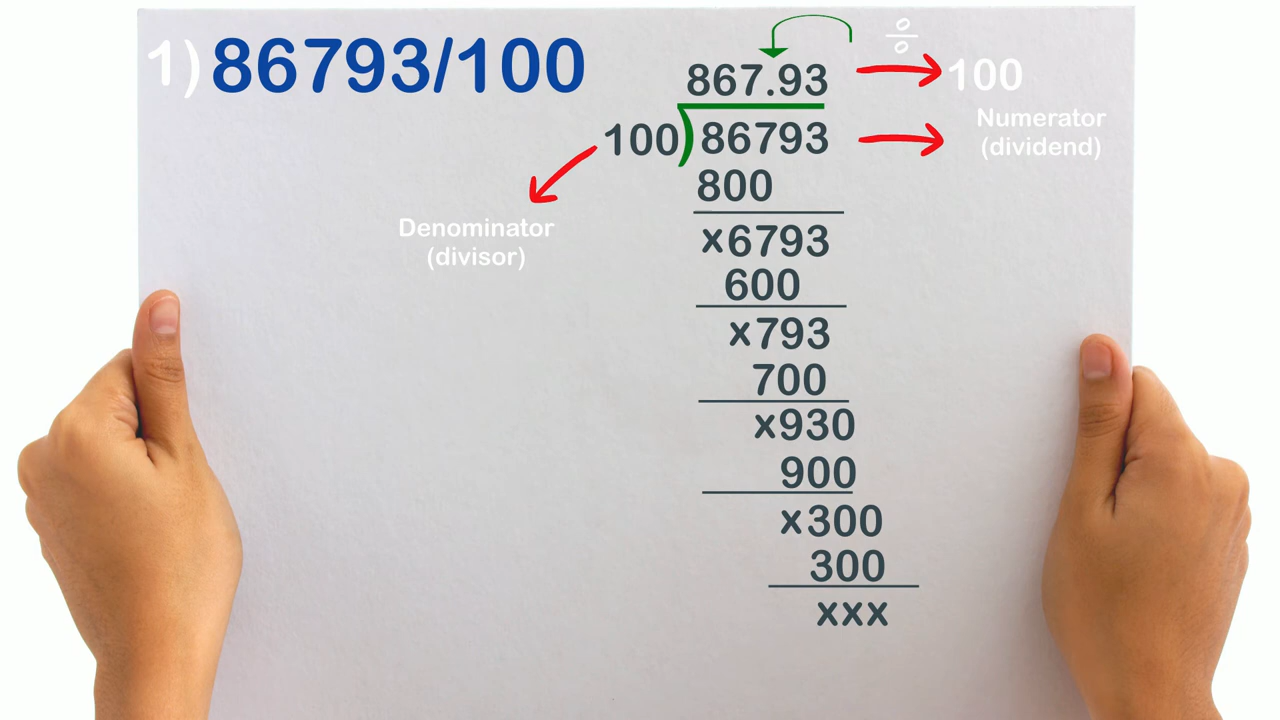 1) 86793/100
÷
867.93
100
Numerator
(dividend)
100)86793
800
Denominator
(divisor)
x6793
600
x793
700
x930
900
x300
300
xxx